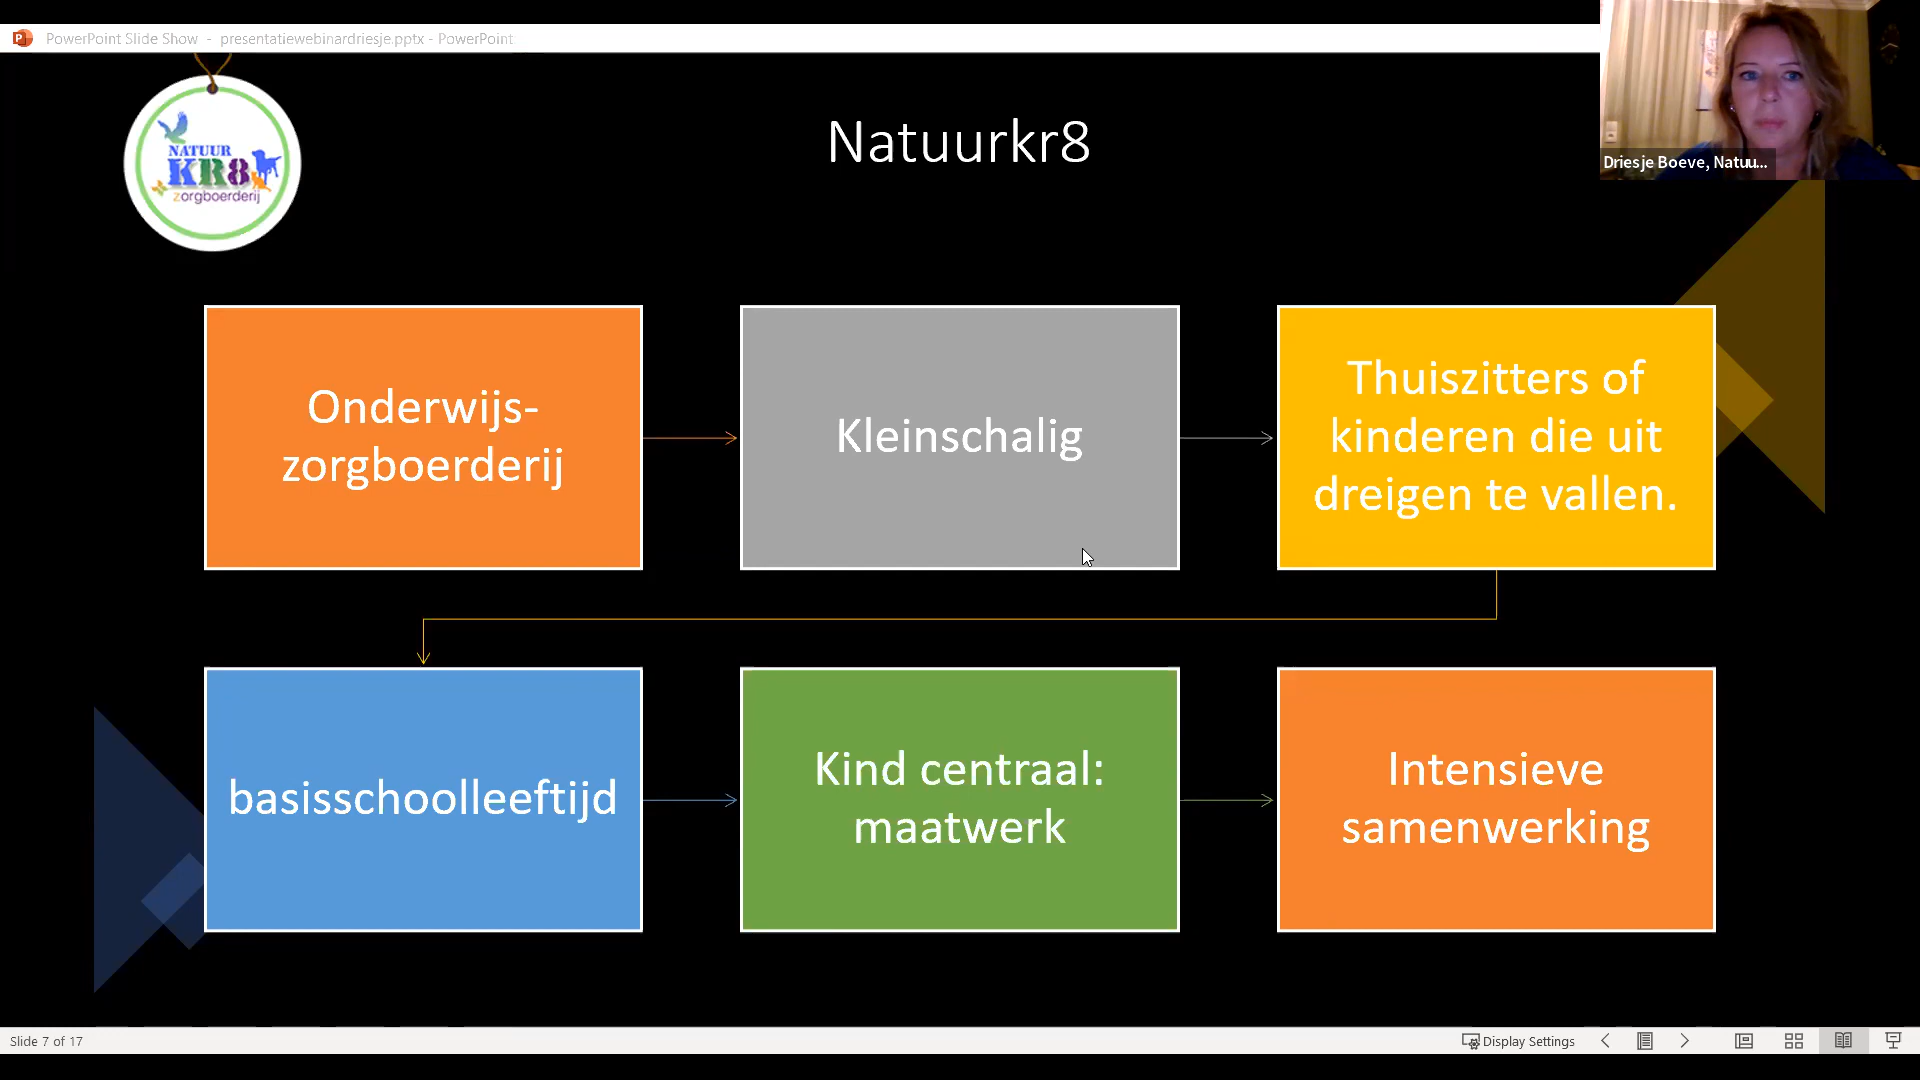 PowerPoint Slide Show - presentatiewebinardriesje.pptx - PowerPoint
NATUUR
KR8
zorgboerderij
Natuurkr8
Driesje Boeve, Natuu...
Onderwijs-
zorgboerderij
Kleinschalig
Thuiszitters of
kinderen die uit
dreigen te vallen.
basisschoolleeftijd
Kind centraal:
maatwerk
Intensieve
samenwerking
Slide 7 of 17
Display Settings